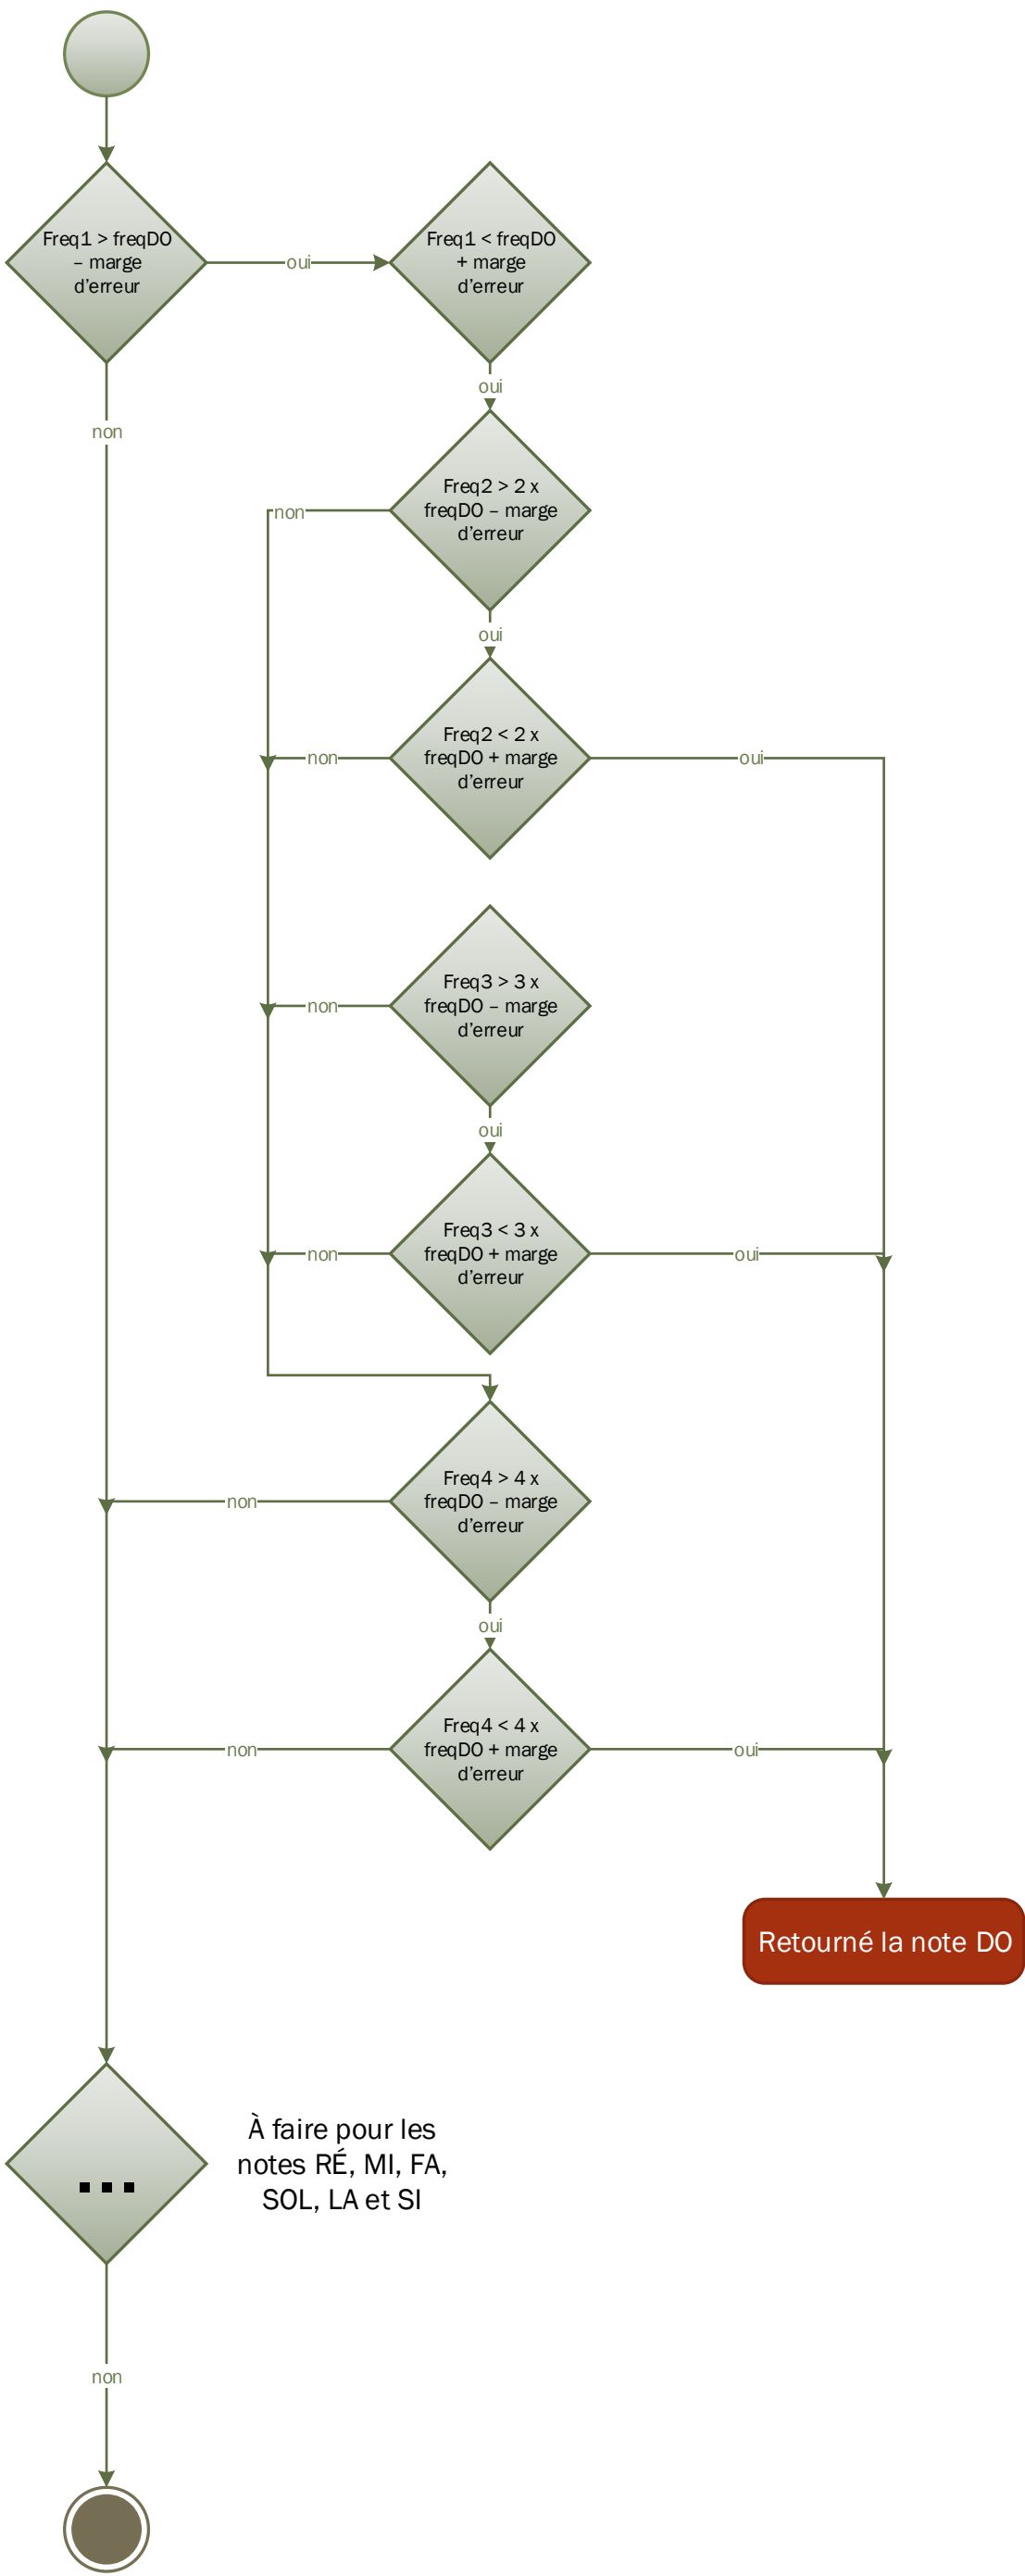 Freq1 > freqDO
– marge
d'erreur
oui
Freq1 < freqDO
+ marge
d'erreur
oui
non
Freq2 > 2 x
freqDO – marge
d'erreur
non
oui
Freq2 < 2 x
freqDO + marge
d'erreur
non
oui
Freq3 > 3 x
freqDO – marge
d'erreur
non
oui
Freq3 < 3 x
freqDO + marge
d'erreur
non
oui
Freq4 > 4 x
freqDO – marge
d'erreur
non
oui
Freq4 < 4 x
freqDO + marge
d'erreur
non
oui
Retourné la note DO
...
À faire pour les
notes RÉ, MI, FA,
SOL, LA et SI
non